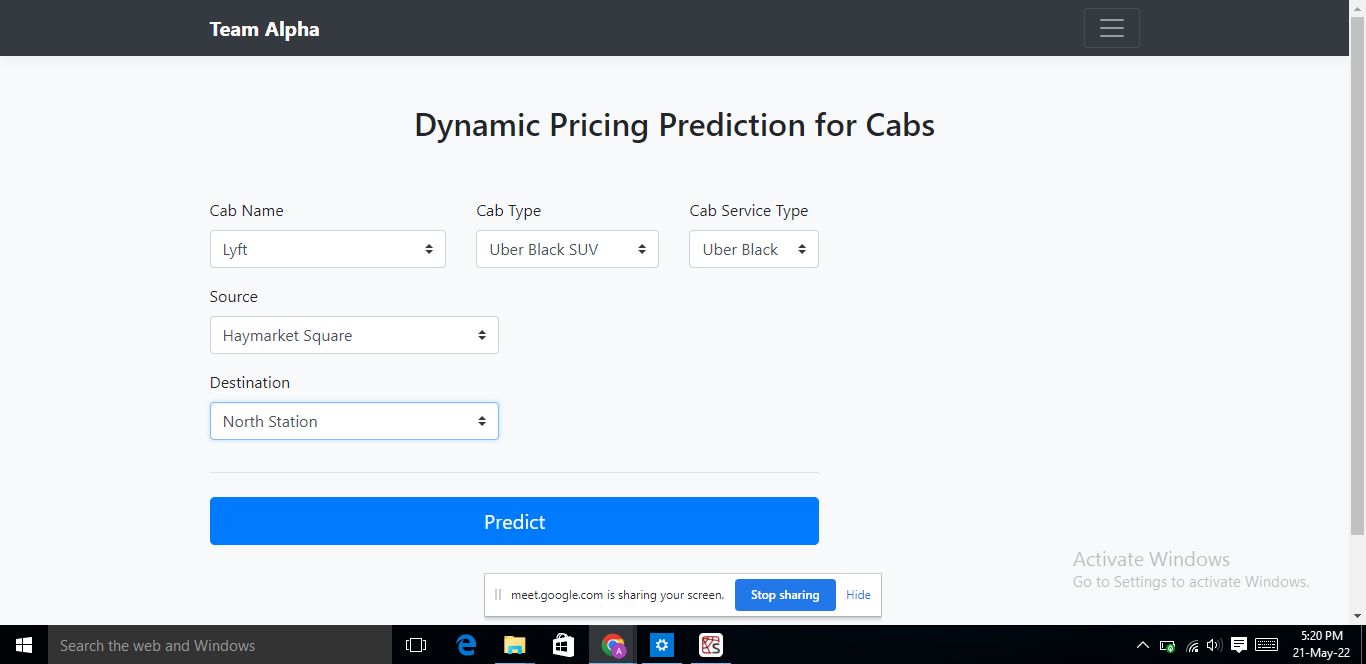 Team Alpha
Dynamic Pricing Prediction for Cabs
Cab Name Cab Type Cab Service Type
Lyft Uber Black SUV Uber Black
Source
Haymarket Square
Destination
North Station
Predict
Activate Windows
Go to Settings to activate Windows.
meet.google.com is sharing your screen. Stop sharing Hide
Search the web and Windows
A
5:20 PM
21-May-22